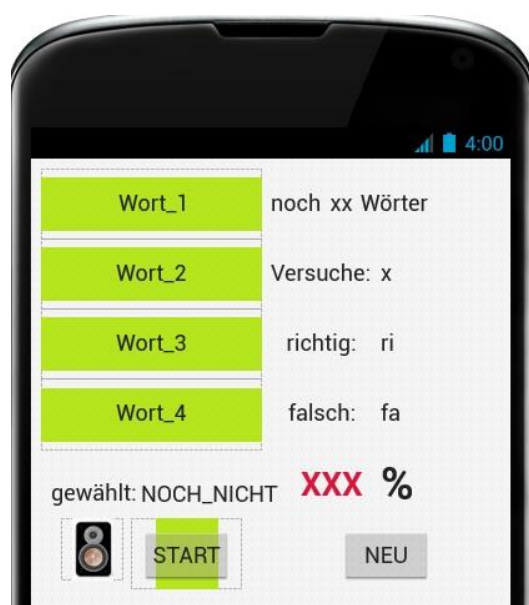 4:00
Wort_1 noch xx Wörter
Wort_2 Versuche: x
Wort_3 richtig: ri
Wort_4 falsch: fa
gewählt: NOCH_NICHT XXX %
START NEU